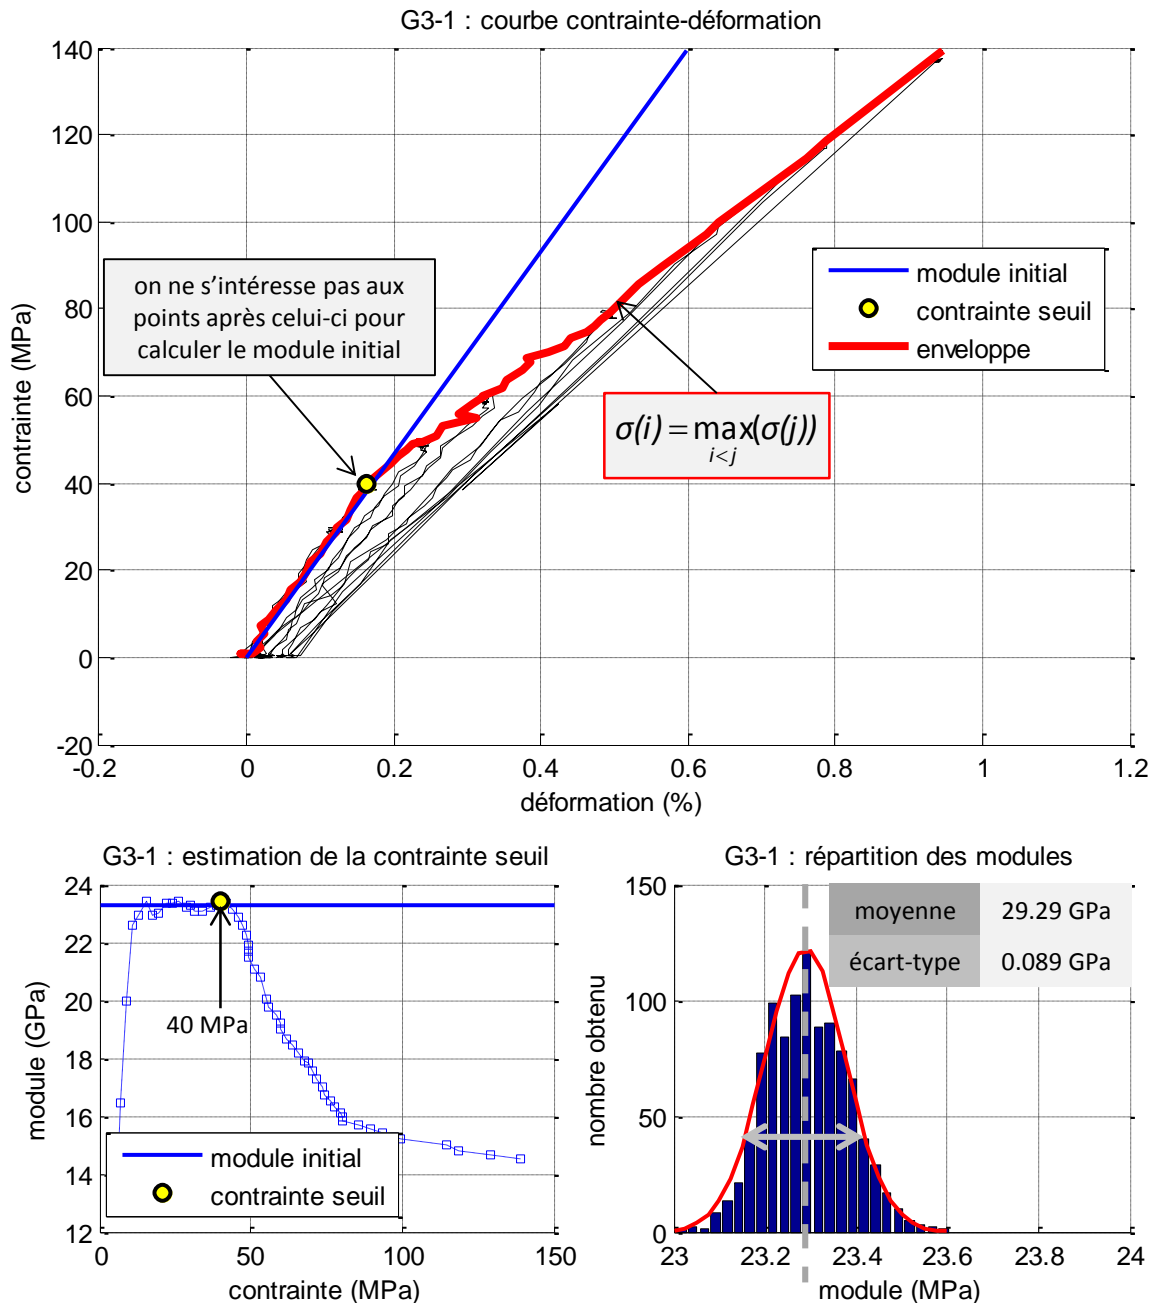 G3-1 : courbe contrainte-déformation
140
120
100
80
60
40
20
0
-20
-0.2
0
0.2
0.4
0.6
0.8
1
1.2
contrainte (MPa)
déformation (%)
on ne s’intéresse pas aux
points après celui-ci pour
calculer le module initial
module initial
contrainte seuil
enveloppe
σ(i) = max(σ(j))
i<j
G3-1 : estimation de la contrainte seuil
24
22
20
18
16
14
12
0
50
100
150
module (GPa)
contrainte (MPa)
40 MPa
module initial
contrainte seuil
G3-1 : répartition des modules
150
100
50
0
23
23.2
23.4
23.6
23.8
24
nombre obtenu
module (MPa)
moyenne 29.29 GPa
écart-type 0.089 GPa